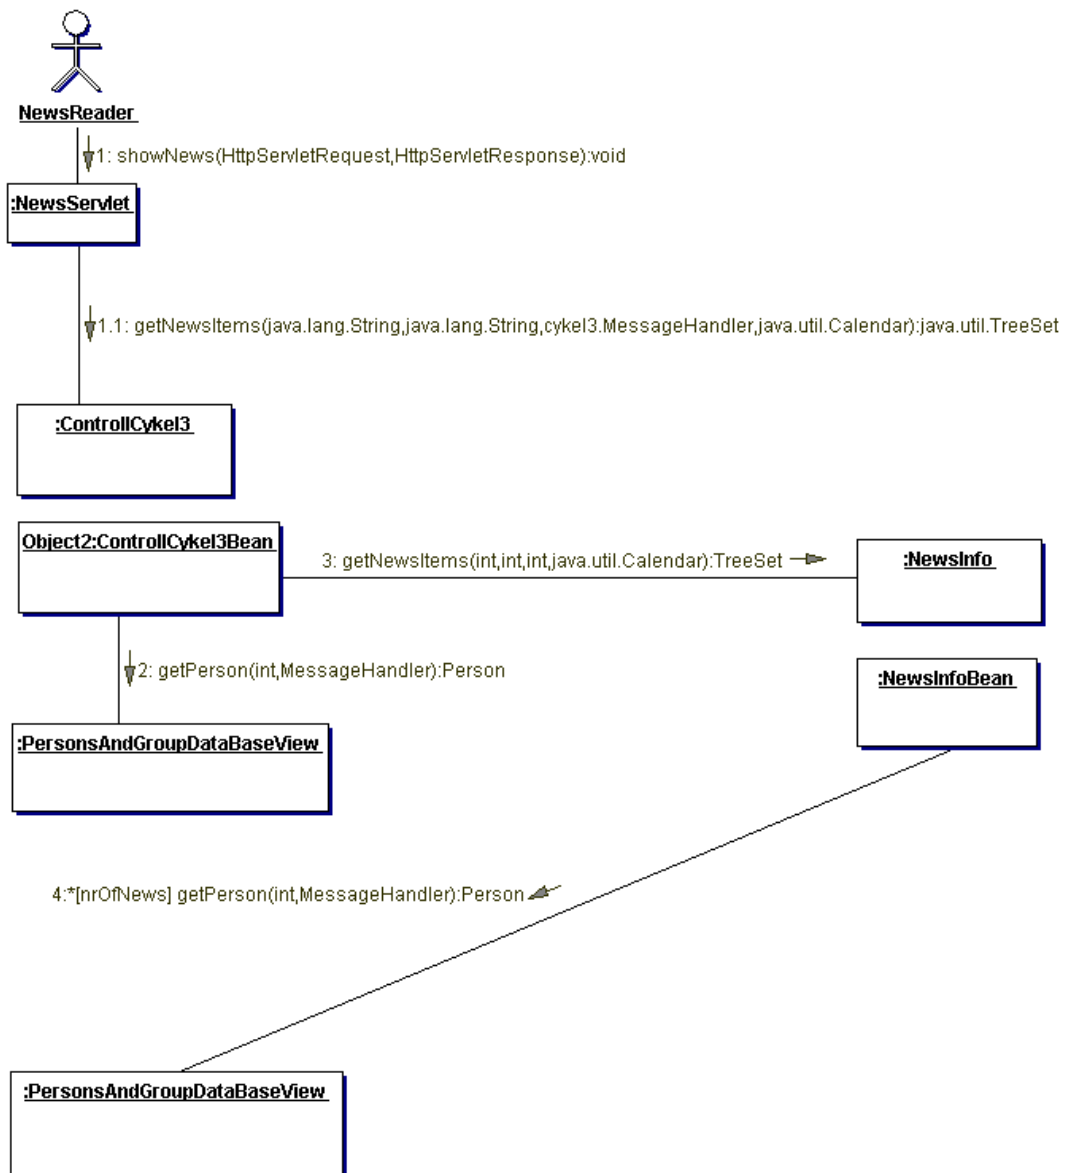 NewsReader
1: showNews(HttpServletRequest,HttpServletResponse):void
:NewsServlet
1.1: getNewsItems(java.lang.String,java.lang.String,cykel3.MessageHandler,java.util.Calendar):java.util.TreeSet
:ControllCykel3
Object2:ControllCykel3Bean
3: getNewsItems(int,int,int,java.util.Calendar):TreeSet
:NewsInfo
2: getPerson(int,MessageHandler):Person
:NewsInfoBean
:PersonsAndGroupDataBaseView
4:*[nrOfNews] getPerson(int,MessageHandler):Person
:PersonsAndGroupDataBaseView